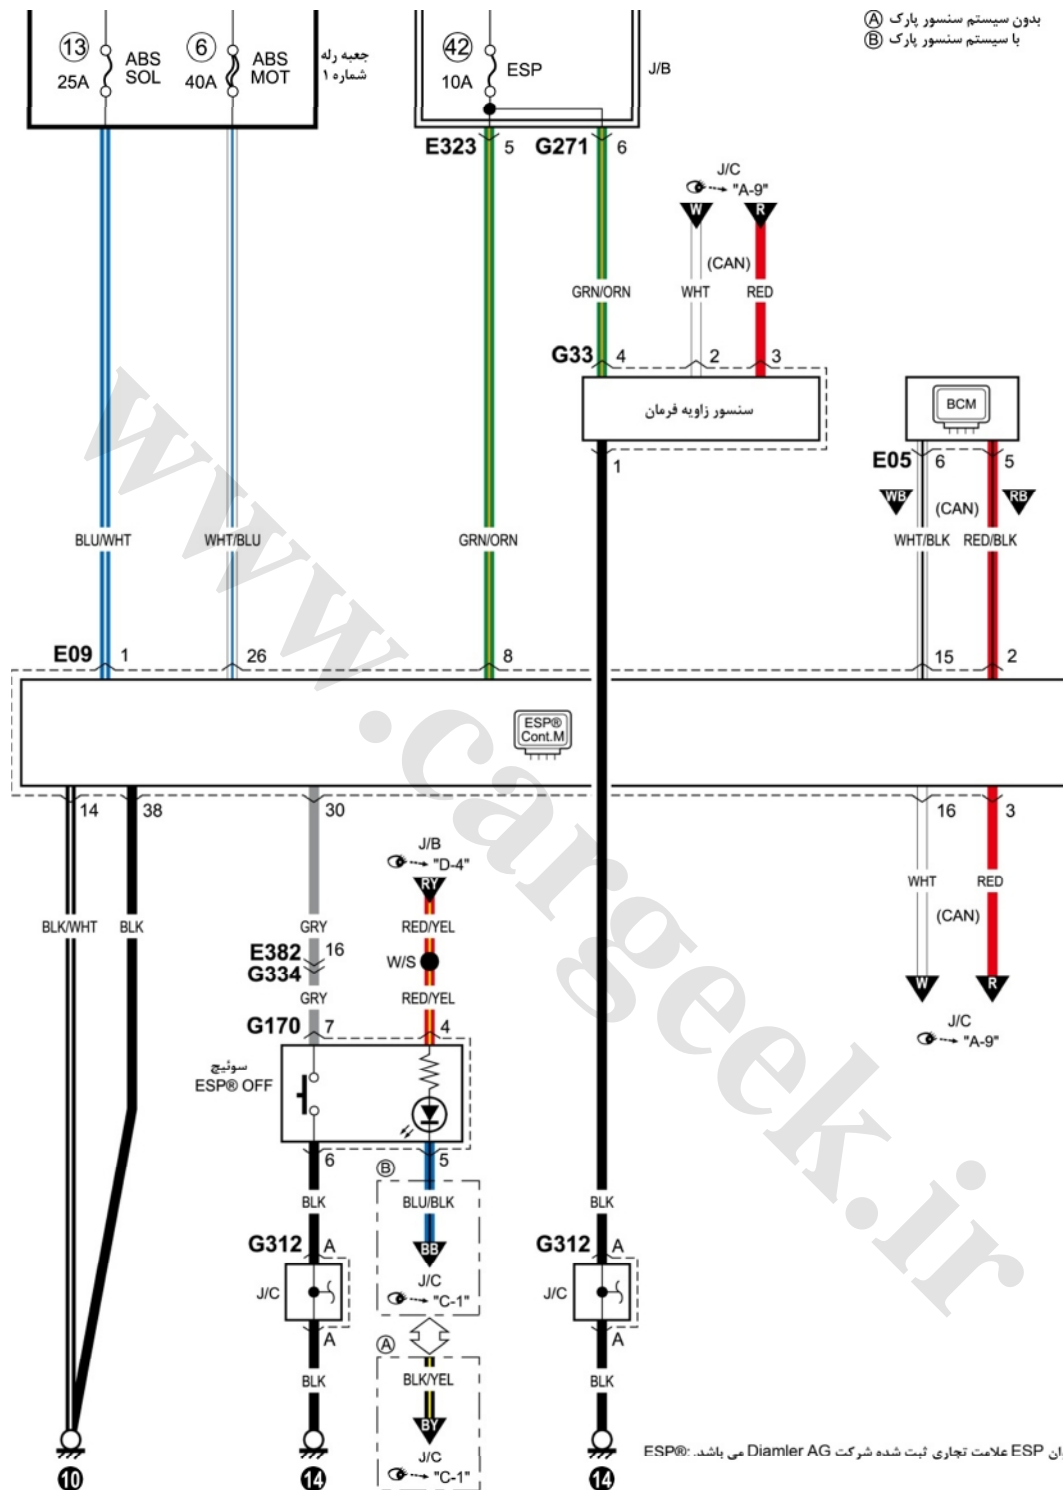 بدون سیستم سنسور پارک Ⓐ
با سیستم سنسور پارک Ⓑ
13
25A
ABS SOL
6
40A
ABS MOT
جعبه رله
شماره ۱
42
10A
ESP
J/B
E323 5
G271 6
J/C
"A-9"
W
R
(CAN)
GRN/ORN
WHT
RED
G33 4
2
3
سنسور زاویه فرمان
1
BCM
E05 6
5
WB
RB
(CAN)
BLU/WHT
WHT/BLU
GRN/ORN
WHT/BLK
RED/BLK
E09 1
26
8
15
2
ESP®
Cont.M
14
38
30
16
3
J/B
"D-4"
RY
BLK/WHT
BLK
GRY
RED/YEL
WHT
RED
(CAN)
E382 16
G334
W/S
GRY
RED/YEL
W
R
J/C
"A-9"
G170 7
4
سوئیچ
ESP® OFF
6
5
B
BLK
BLU/BLK
BLK
G312 A
BB
G312 A
J/C
J/C
"C-1"
J/C
A
A
A
BLK
BLK/YEL
BLK
BY
J/C
"C-1"
10
14
14
ESP علامت تجاری ثبت شده شرکت Diamler AG می باشد. :ESP®
www.cargeek.ir